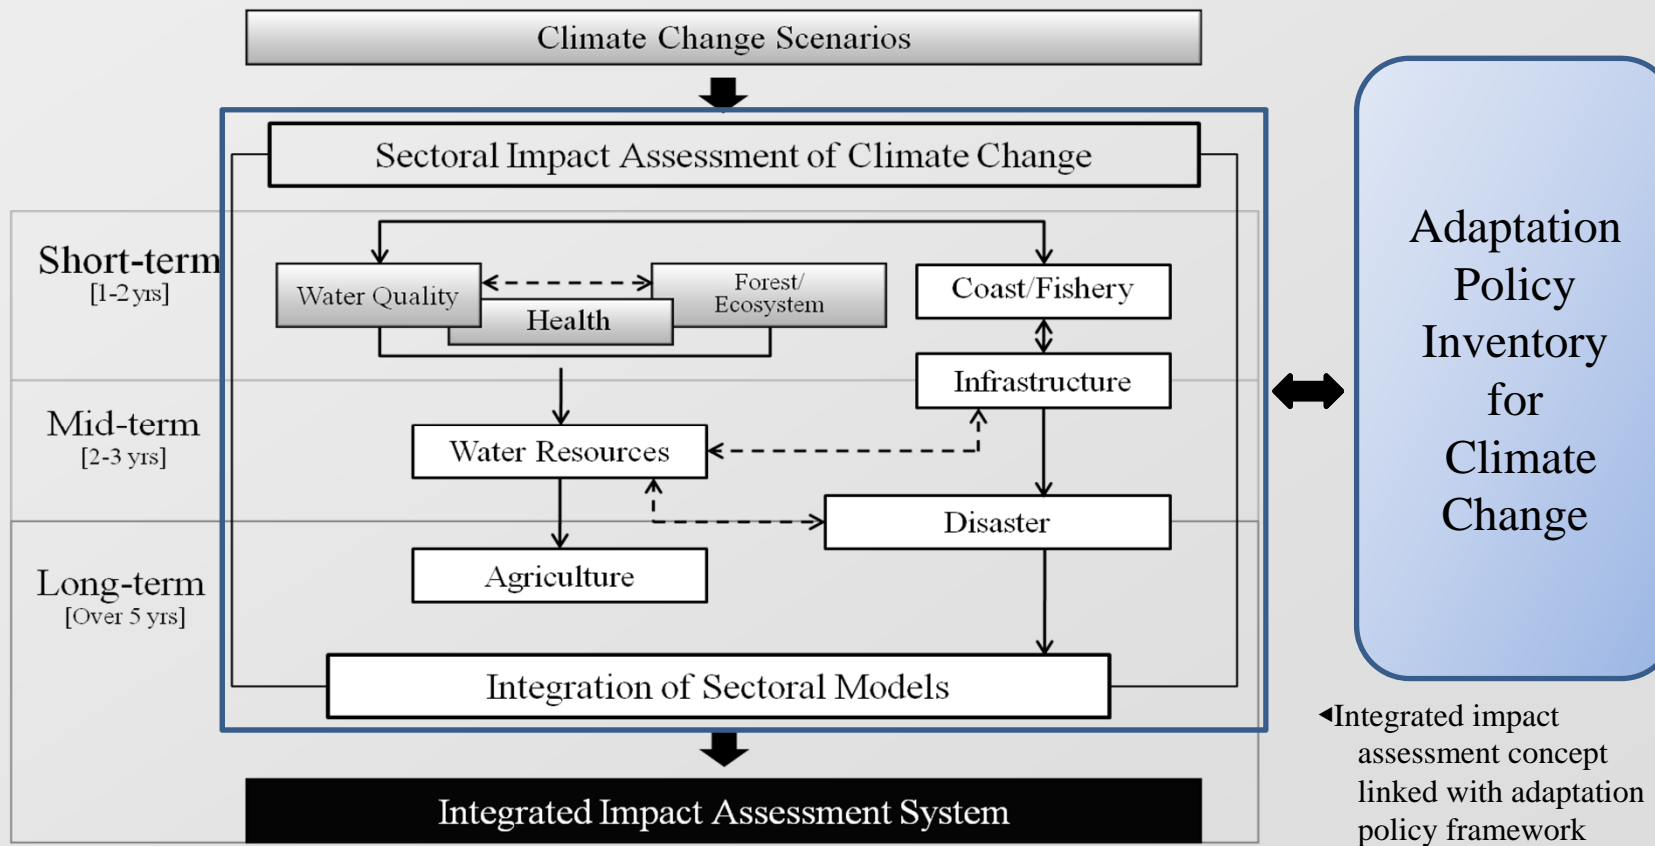 Climate Change Scenarios
Sectoral Impact Assessment of Climate Change
Short-term
[1-2 yrs]
Water Quality
Health
Forest/
Ecosystem
Coast/Fishery
Infrastructure
Mid-term
[2-3 yrs]
Water Resources
Disaster
Long-term
[Over 5 yrs]
Agriculture
Integration of Sectoral Models
Integrated Impact Assessment System
Adaptation
Policy
Inventory
for
Climate
Change
◄Integrated impact
assessment concept
linked with adaptation
policy framework